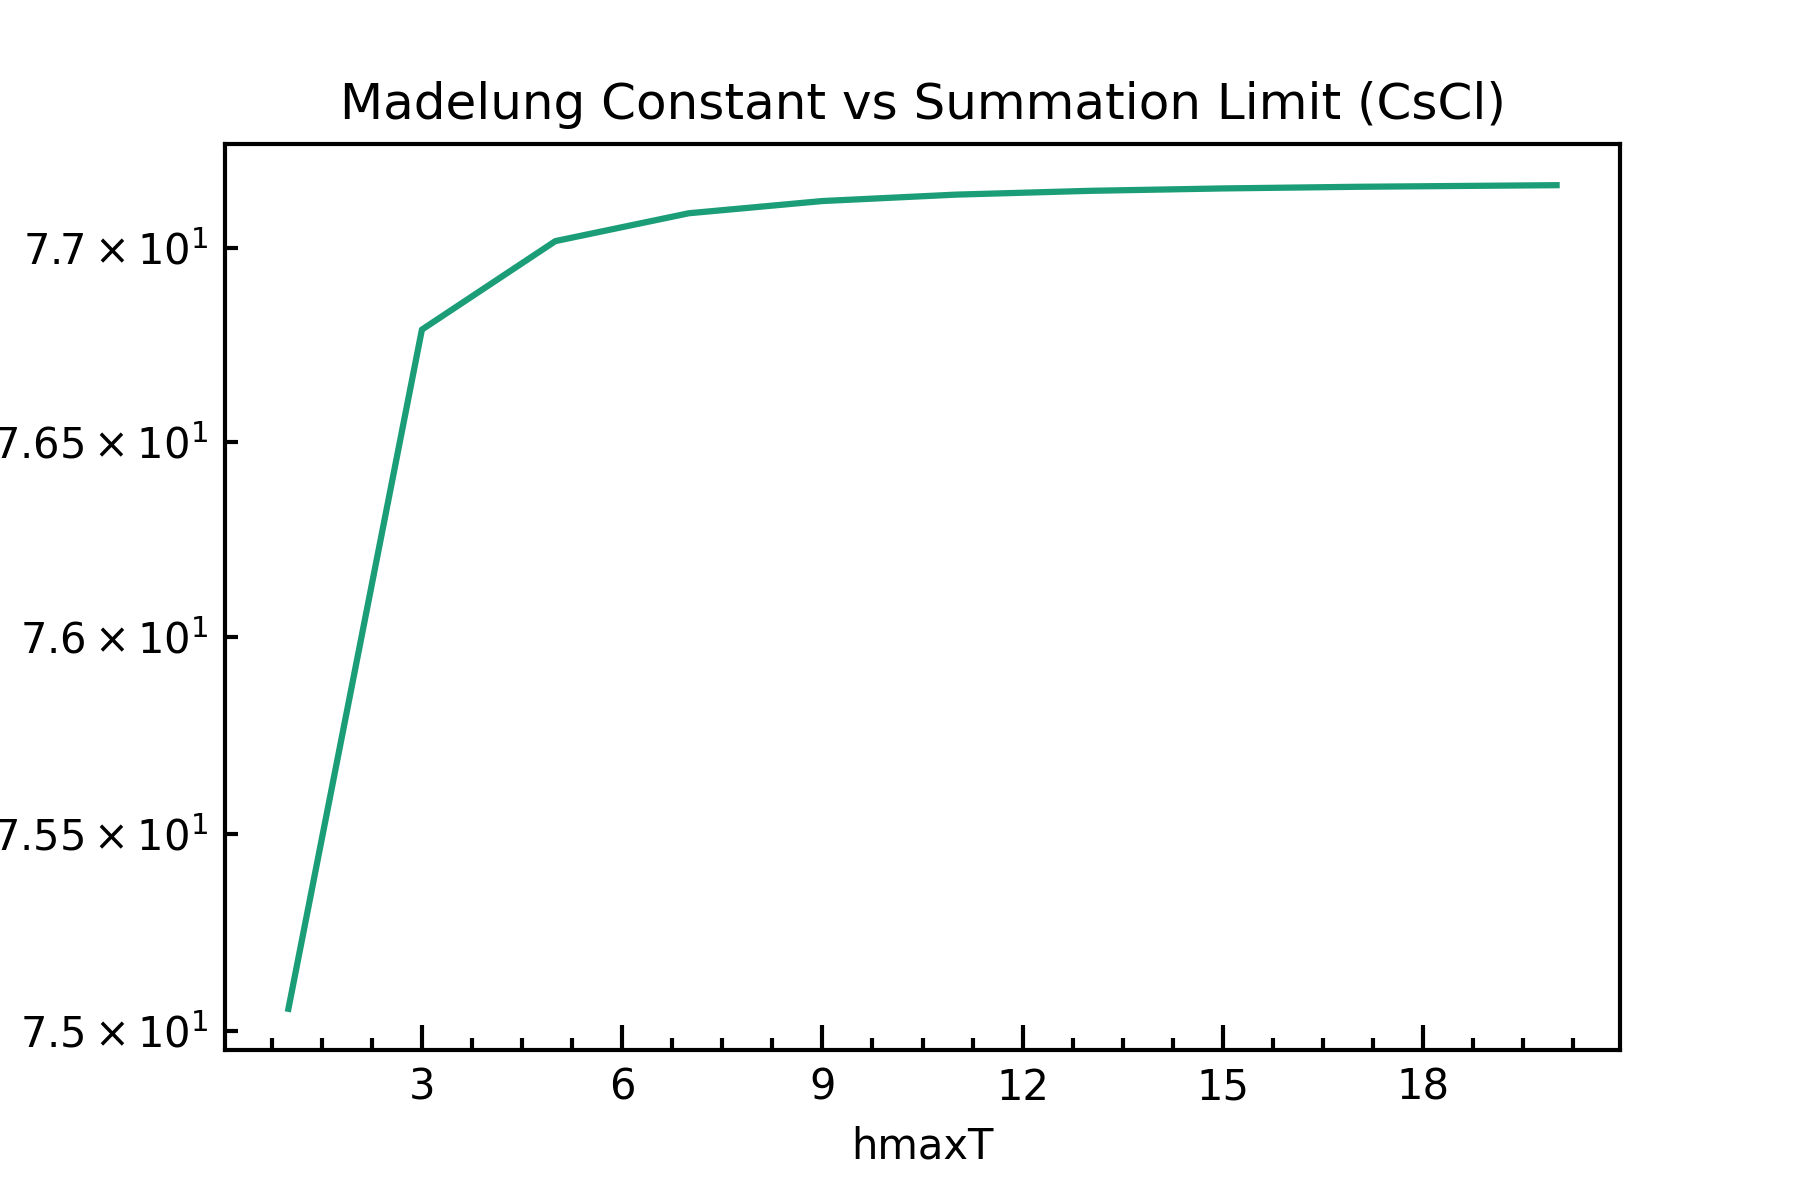 Madelung Constant vs Summation Limit (CsCl)
7.7 × 10¹
7.65 × 10¹
7.6 × 10¹
7.55 × 10¹
7.5 × 10¹
3 6 9 12 15 18
hmaxT